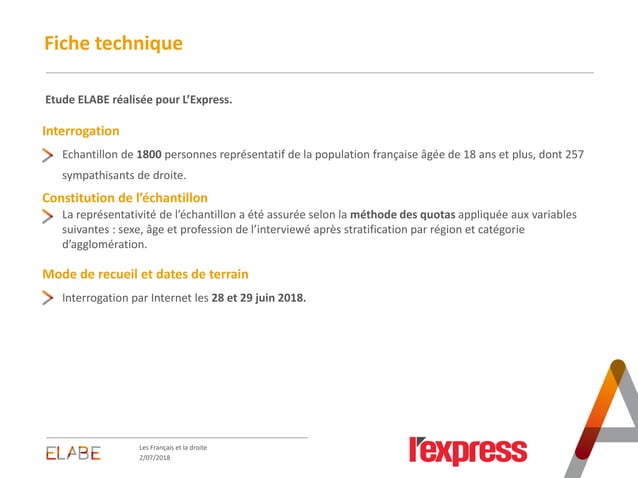 Fiche technique
Etude ELABE réalisée pour L’Express.
Interrogation
Echantillon de 1800 personnes représentatif de la population française âgée de 18 ans et plus, dont 257
sympathisants de droite.
Constitution de l’échantillon
La représentativité de l’échantillon a été assurée selon la méthode des quotas appliquée aux variables
suivantes : sexe, âge et profession de l’interviewé après stratification par région et catégorie
d’agglomération.
Mode de recueil et dates de terrain
Interrogation par Internet les 28 et 29 juin 2018.
ELABE
Les Français et la droite
2/07/2018
l'express